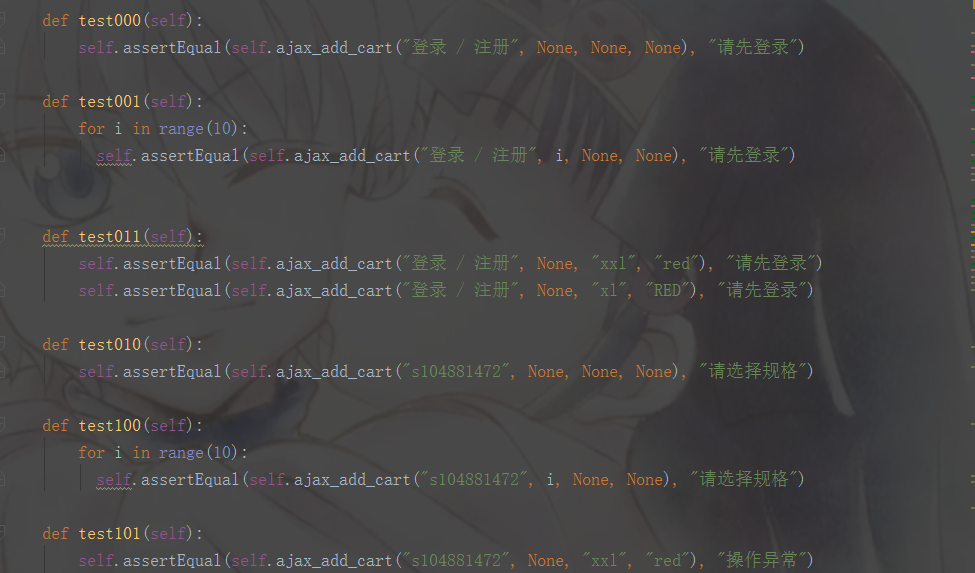 def test000(self):
self.assertEqual(self.ajax_add_cart("登录 / 注册", None, None, None), "请先登录")
def test001(self):
for i in range(10):
self.assertEqual(self.ajax_add_cart("登录 / 注册", i, None, None), "请先登录")
def test011(self):
self.assertEqual(self.ajax_add_cart("登录 / 注册", None, "xxl", "red"), "请先登录")
self.assertEqual(self.ajax_add_cart("登录 / 注册", None, "xl", "RED"), "请先登录")
def test010(self):
self.assertEqual(self.ajax_add_cart("s104881472", None, None, None), "请选择规格")
def test100(self):
for i in range(10):
self.assertEqual(self.ajax_add_cart("s104881472", i, None, None), "请选择规格")
def test101(self):
self.assertEqual(self.ajax_add_cart("s104881472", None, "xxl", "red"), "操作异常")